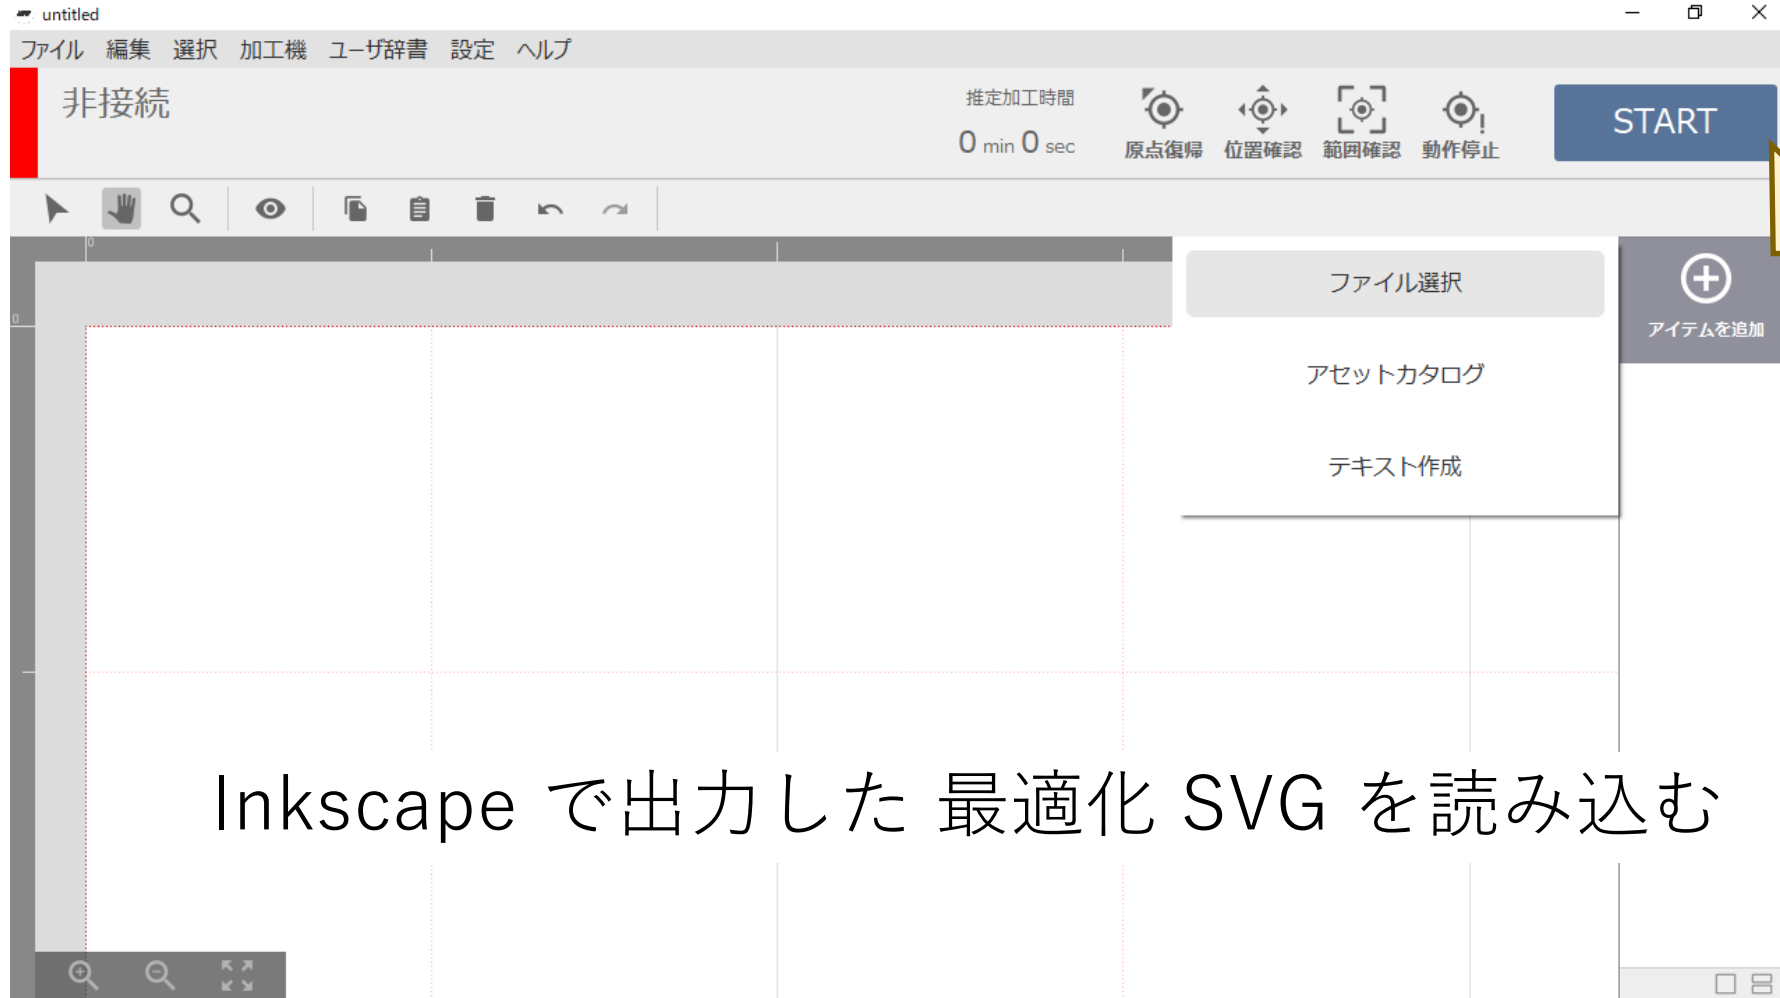 untitled
ファイル 編集 選択 加工機 ユーザ辞書 設定 ヘルプ
非接続
推定加工時間
0 min 0 sec
原点復帰 位置確認 範囲確認 動作停止
START
0
0
ファイル選択
アセットカタログ
テキスト作成
アイテムを追加
Inkscape で出力した 最適化 SVG を読み込む